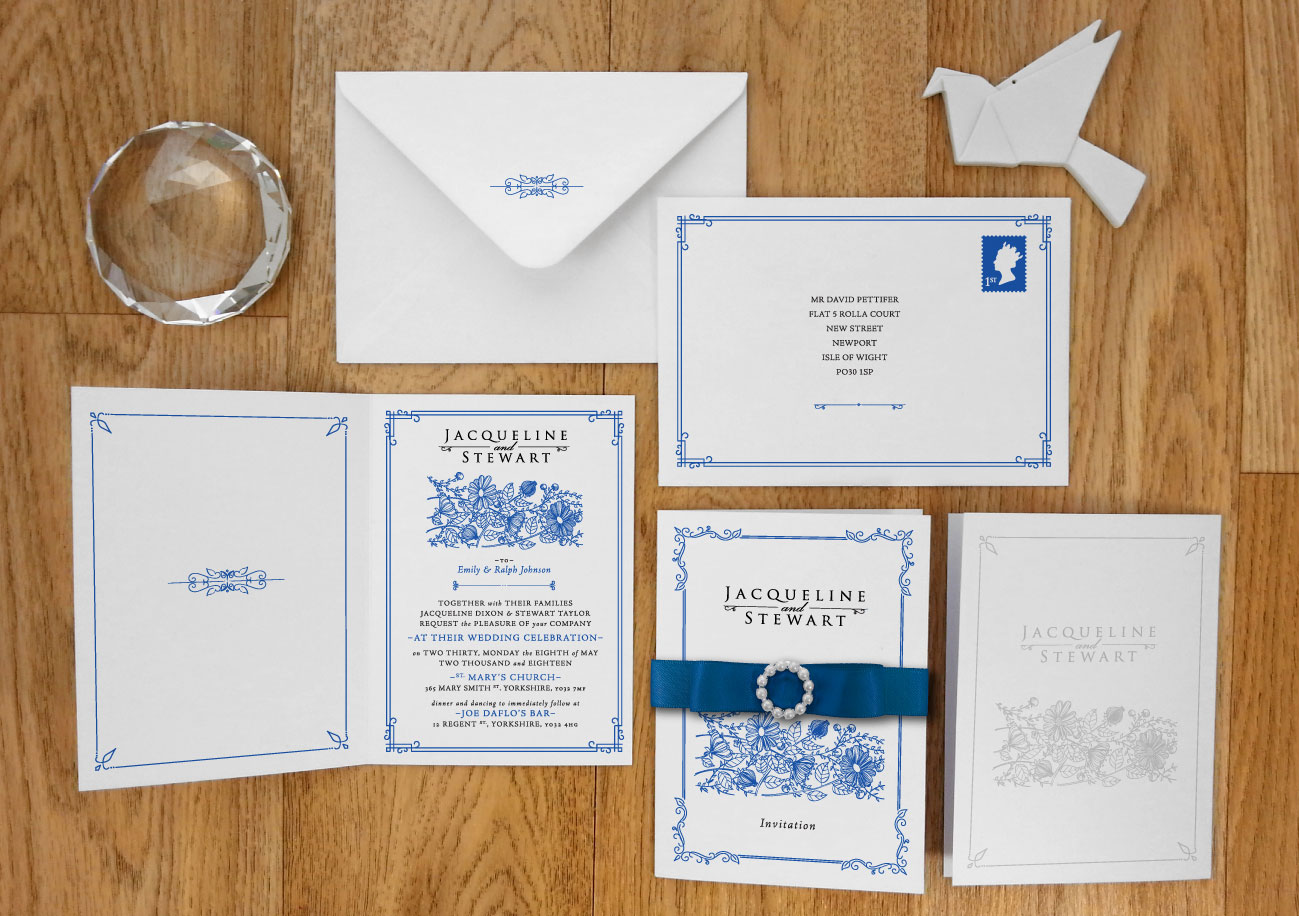 1ST
MR DAVID PETTIFER
FLAT 5 ROLLA COURT
NEW STREET
NEWPORT
ISLE OF WIGHT
PO30 1SP
JACQUELINE
and
STEWART
–TO–
Emily & Ralph Johnson
TOGETHER with THEIR FAMILIES
JACQUELINE DIXON & STEWART TAYLOR
REQUEST the PLEASURE OF your COMPANY
–AT THEIR WEDDING CELEBRATION–
on TWO THIRTY, MONDAY the EIGHTH of MAY
TWO THOUSAND and EIGHTEEN
–ST. MARY'S CHURCH–
365 MARY SMITH ST. YORKSHIRE, YO32 7MF
dinner and dancing to immediately follow at
–JOE DAFLO'S BAR–
12 REGENT ST, YORKSHIRE, YO22 4HG
JACQUELINE
and
STEWART
Invitation
JACQUELINE
and
STEWART